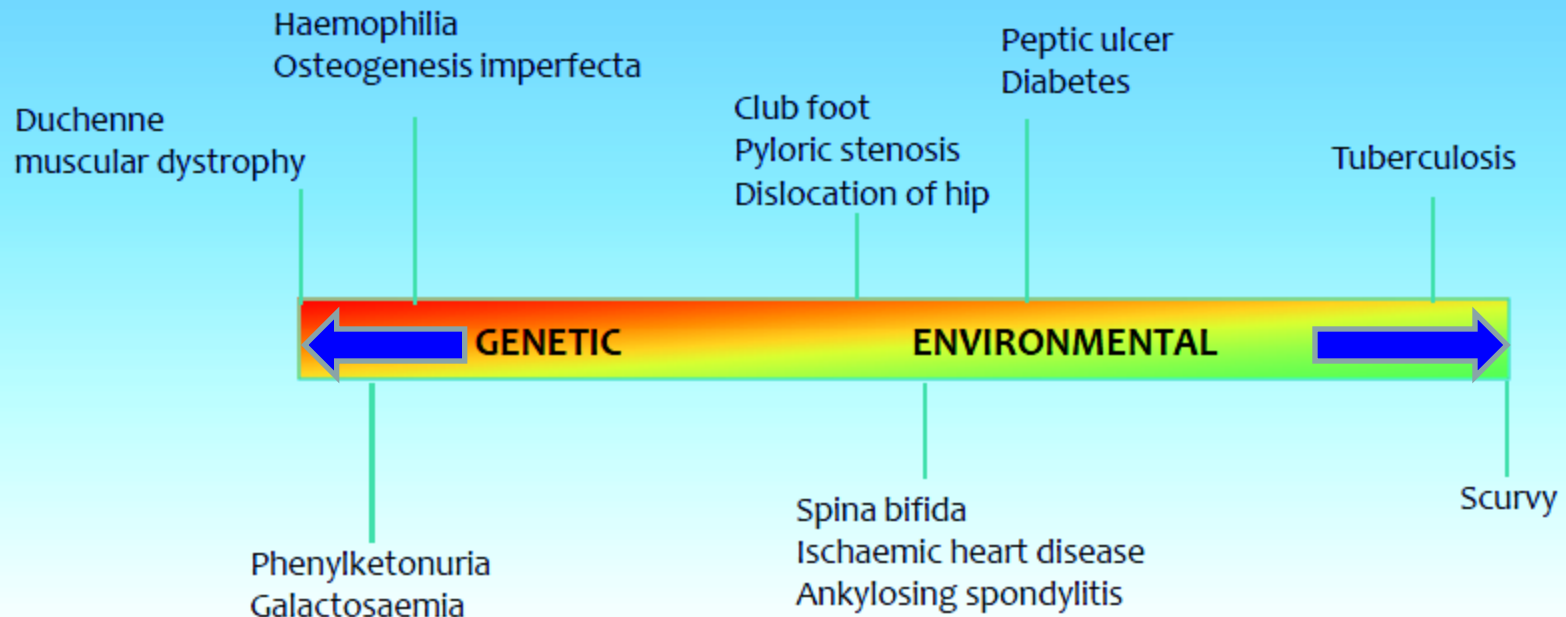 Haemophilia
Osteogenesis imperfecta
Peptic ulcer
Diabetes
Duchenne
muscular dystrophy
Club foot
Pyloric stenosis
Dislocation of hip
Tuberculosis
GENETIC
ENVIRONMENTAL
Phenylketonuria
Galactosaemia
Spina bifida
Ischaemic heart disease
Ankylosing spondylitis
Scurvy